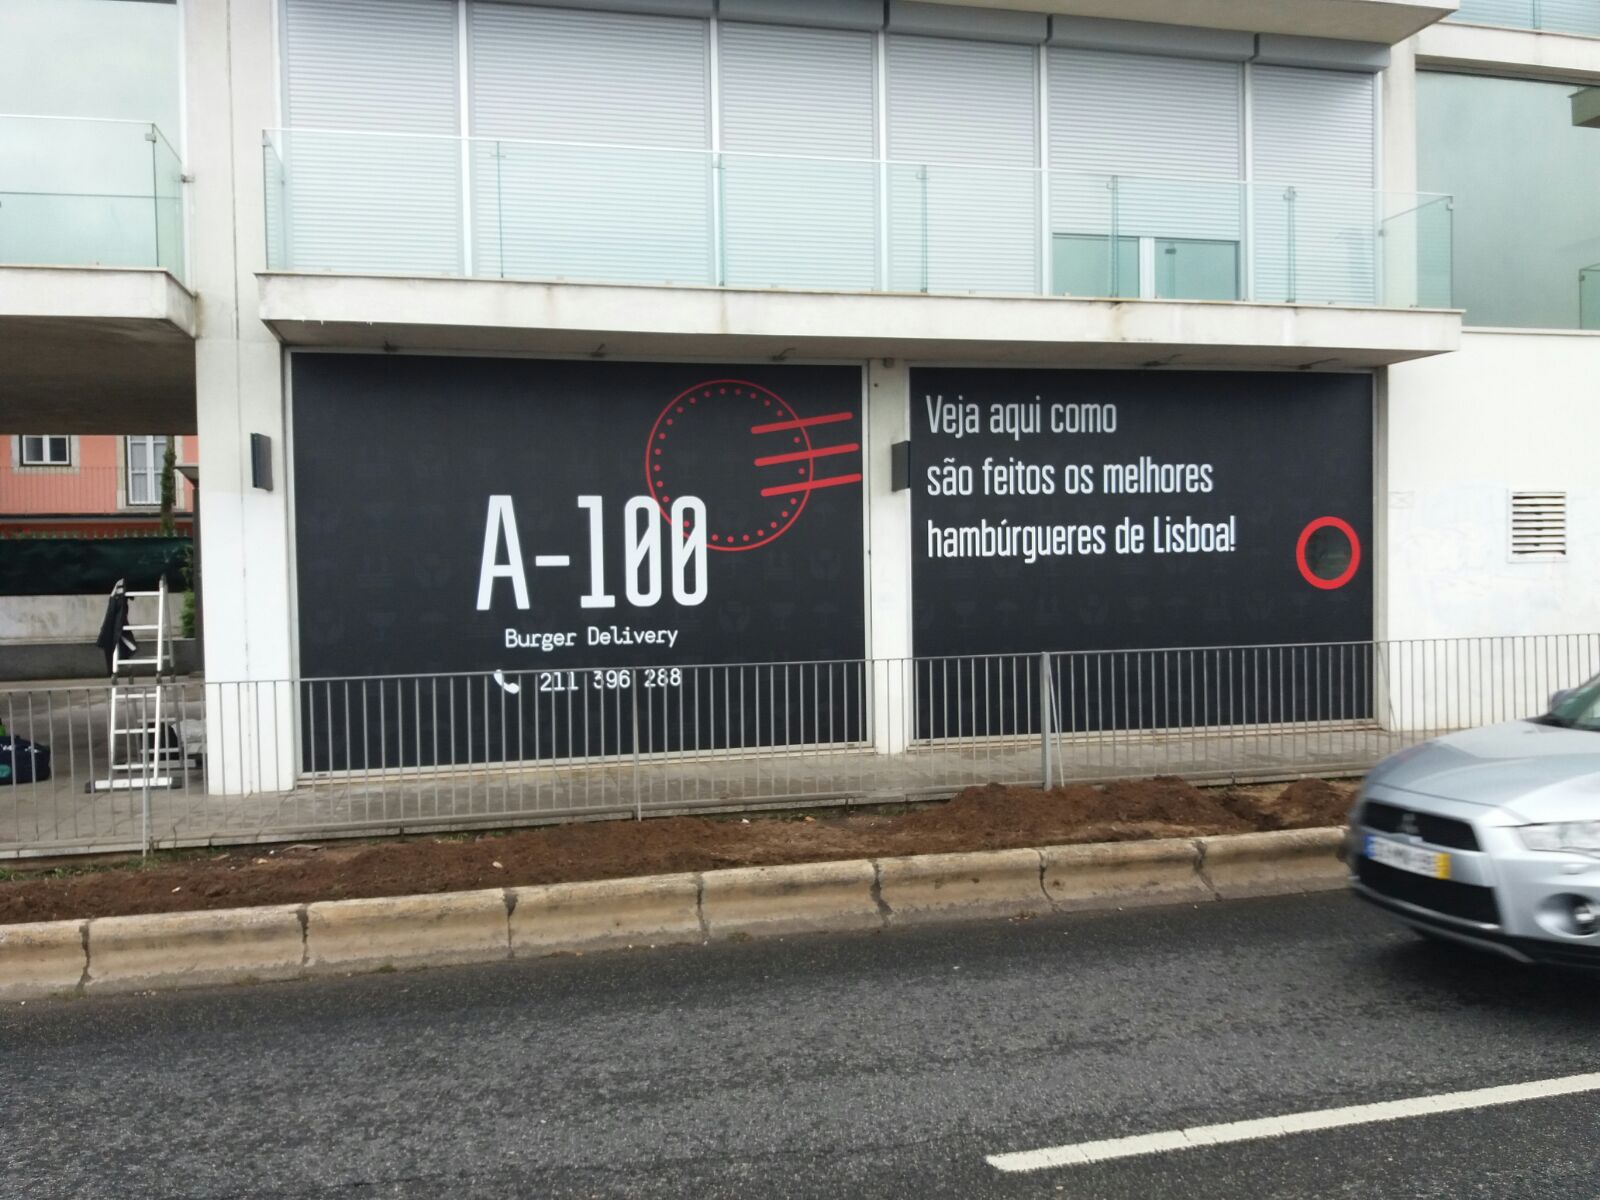 A-100
Burger Delivery
211 396 288
Veja aqui como
são feitos os melhores
hambúrgueres de Lisboa!